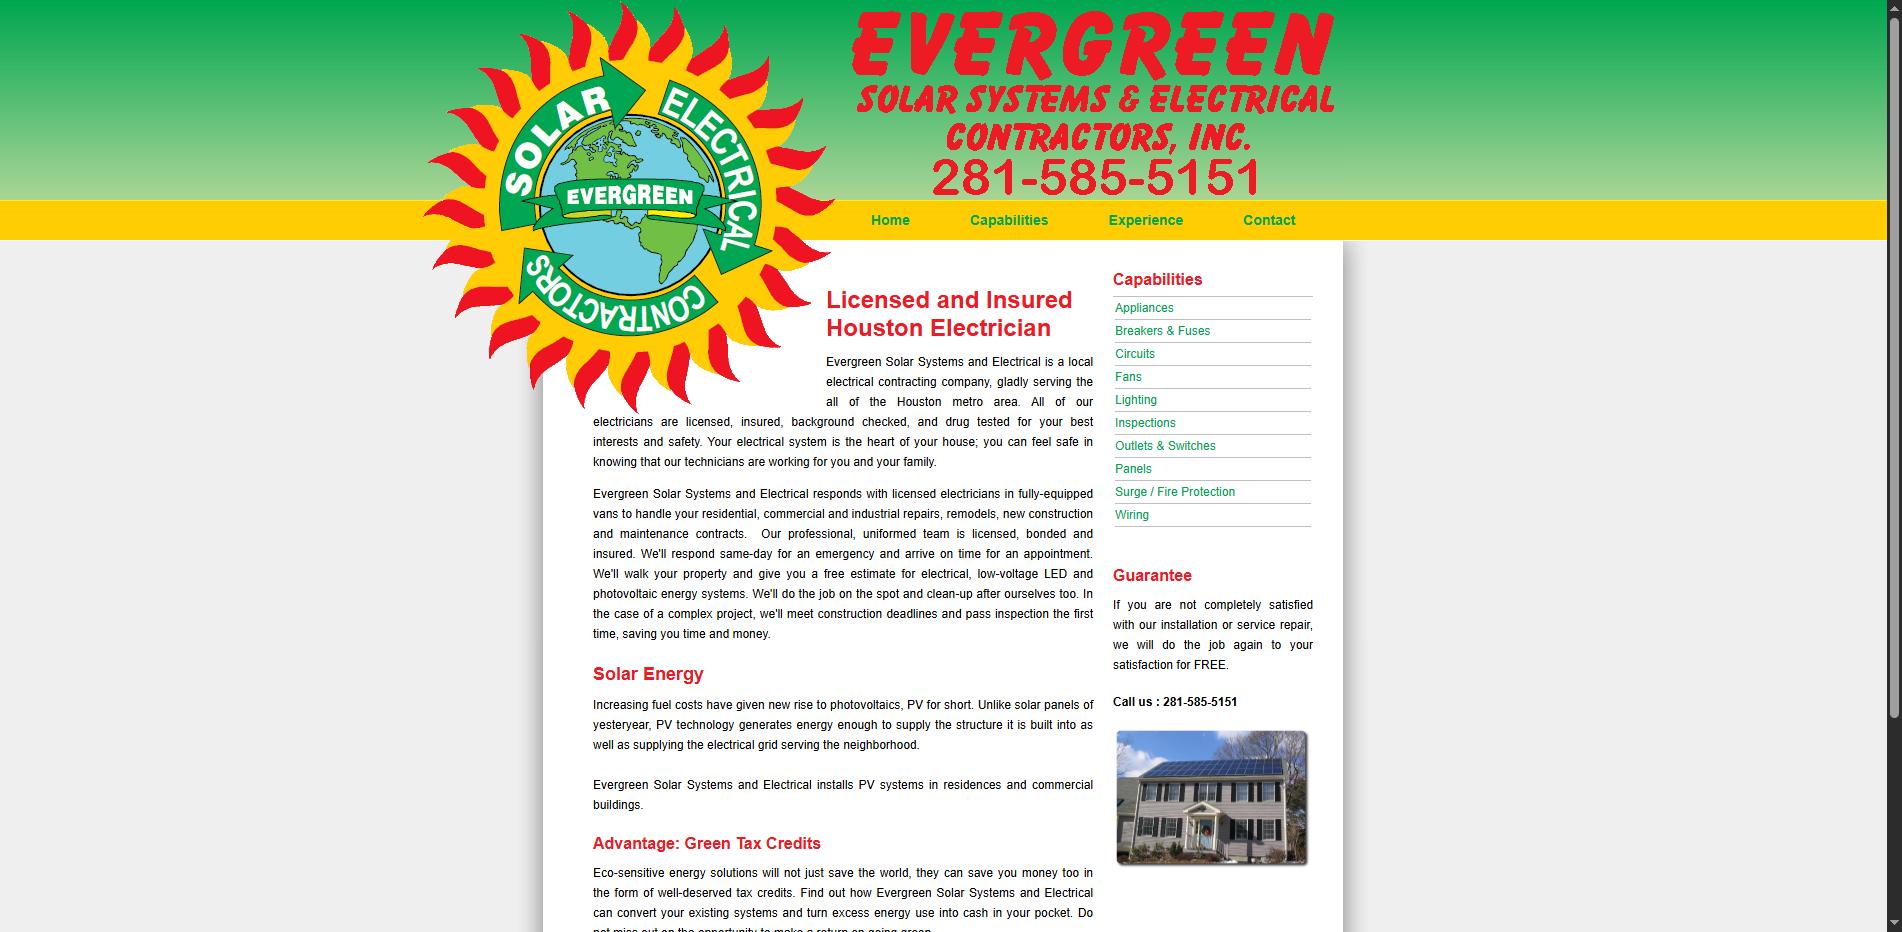 SOLAR
ELECTRICAL
CONTRACTORS
EVERGREEN
EVERGREEN
SOLAR SYSTEMS & ELECTRICAL
CONTRACTORS, INC.
281-585-5151
Home Capabilities Experience Contact
Licensed and Insured
Houston Electrician
Evergreen Solar Systems and Electrical is a local
electrical contracting company, gladly serving the
all of the Houston metro area. All of our
electricians are licensed, insured, background checked, and drug tested for your best
interests and safety. Your electrical system is the heart of your house; you can feel safe in
knowing that our technicians are working for you and your family.
Evergreen Solar Systems and Electrical responds with licensed electricians in fully-equipped
vans to handle your residential, commercial and industrial repairs, remodels, new construction
and maintenance contracts. Our professional, uniformed team is licensed, bonded and
insured. We'll respond same-day for an emergency and arrive on time for an appointment.
We'll walk your property and give you a free estimate for electrical, low-voltage LED and
photovoltaic energy systems. We'll do the job on the spot and clean-up after ourselves too. In
the case of a complex project, we'll meet construction deadlines and pass inspection the first
time, saving you time and money.
Solar Energy
Increasing fuel costs have given new rise to photovoltaics, PV for short. Unlike solar panels of
yesteryear, PV technology generates energy enough to supply the structure it is built into as
well as supplying the electrical grid serving the neighborhood.
Evergreen Solar Systems and Electrical installs PV systems in residences and commercial
buildings.
Advantage: Green Tax Credits
Eco-sensitive energy solutions will not just save the world, they can save you money too in
the form of well-deserved tax credits. Find out how Evergreen Solar Systems and Electrical
can convert your existing systems and turn excess energy use into cash in your pocket. Do
not miss out on the opportunity to make a return on going green.
Capabilities
Appliances
Breakers & Fuses
Circuits
Fans
Lighting
Inspections
Outlets & Switches
Panels
Surge / Fire Protection
Wiring
Guarantee
If you are not completely satisfied
with our installation or service repair,
we will do the job again to your
satisfaction for FREE.
Call us : 281-585-5151